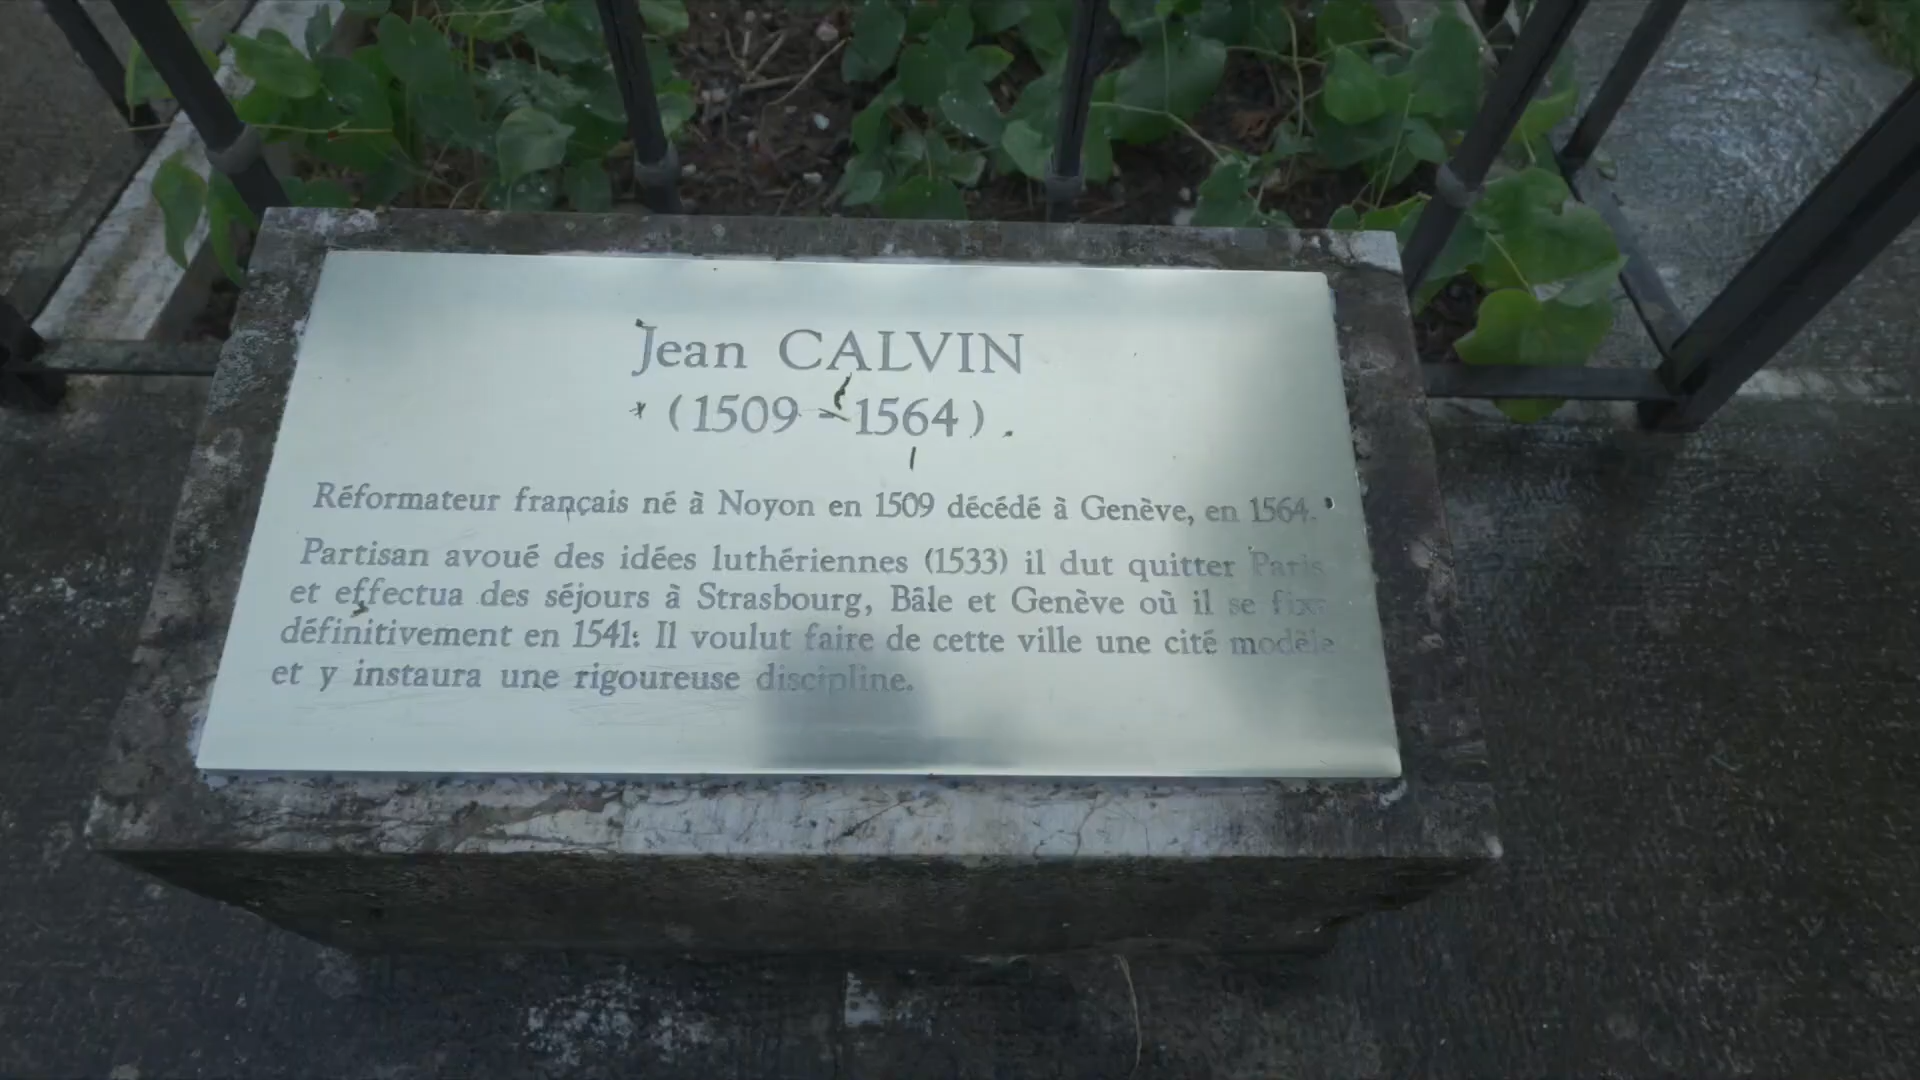 Jean CALVIN
(1509 - 1564)
Réformateur français né à Noyon en 1509 décédé à Genève, en 1564.
Partisan avoué des idées luthériennes (1533) il dut quitter Paris
et effectua des séjours à Strasbourg, Bâle et Genève où il se fixa
définitivement en 1541. Il voulut faire de cette ville une cité modèle
et y instaura une rigoureuse discipline.